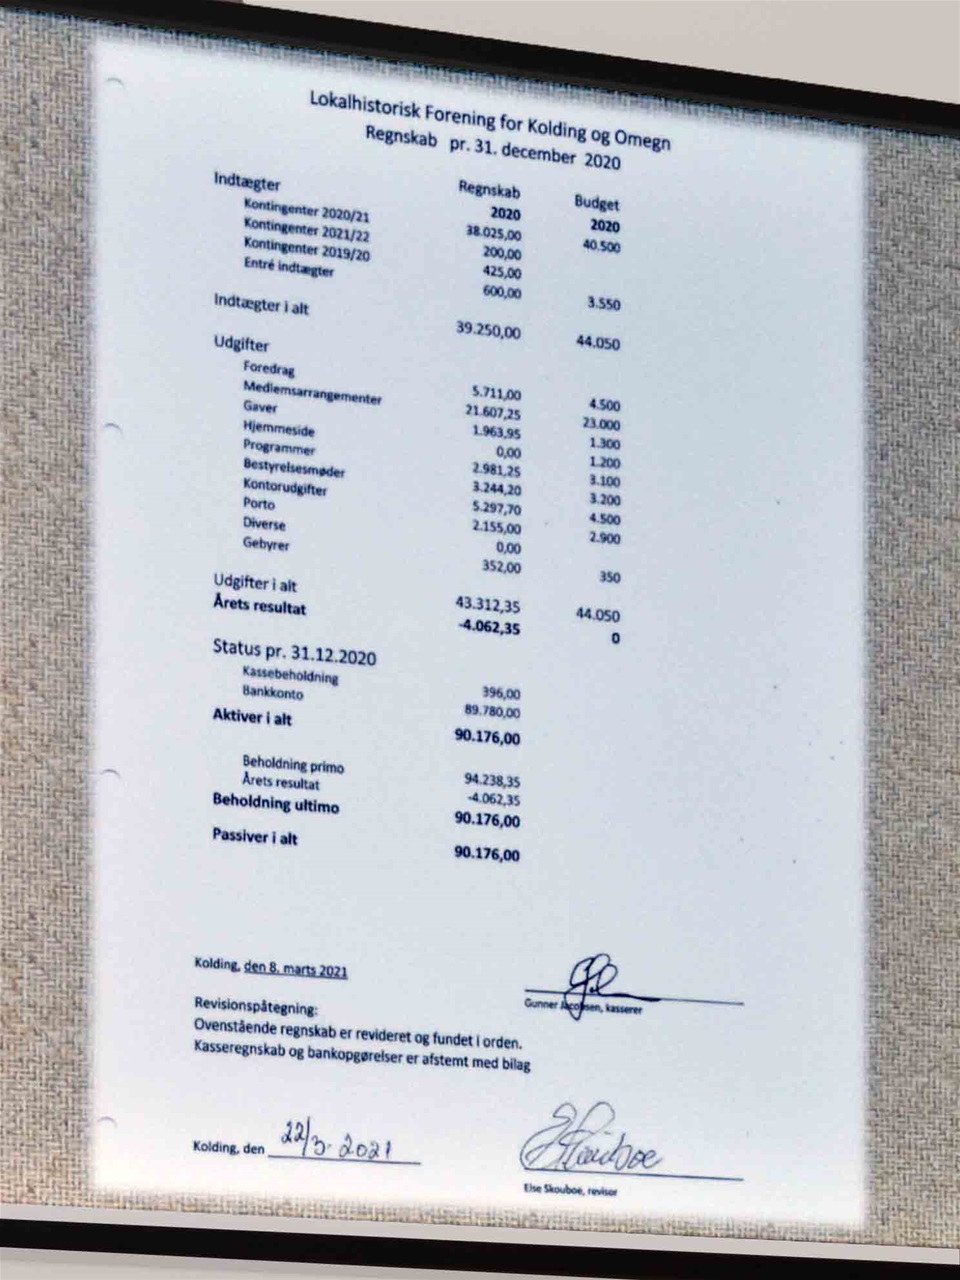 Lokalhistorisk Forening for Kolding og Omegn
Regnskab pr. 31. december 2020
Indtægter Regnskab Budget
2020 2020
Kontingenter 2020/21 38.025,00 40.500
Kontingenter 2021/22 200,00
Kontingenter 2019/20 425,00
Entré indtægter 600,00 3.550
Indtægter i alt 39.250,00 44.050
Udgifter
Foredrag 5.711,00 4.500
Medlemsarrangementer 21.607,25 23.000
Gaver 1.963,95 1.300
Hjemmeside 0,00 1.200
Programmer 2.981,25 3.100
Bestyrelsesmøder 3.244,20 3.200
Kontorudgifter 5.297,70 4.500
Porto 2.155,00 2.900
Diverse 0,00
Gebyrer 352,00 350
Udgifter i alt 43.312,35 44.050
Årets resultat -4.062,35 0
Status pr. 31.12.2020
Kassebeholdning 396,00
Bankkonto 89.780,00
Aktiver i alt 90.176,00
Beholdning primo 94.238,35
Årets resultat -4.062,35
Beholdning ultimo 90.176,00
Passiver i alt 90.176,00
Kolding, den 8. marts 2021
Gunner Jacobsen, kasserer
Revisionspåtegning:
Ovenstående regnskab er revideret og fundet i orden.
Kasseregnskab og bankopgørelser er afstemt med bilag
Kolding, den 22/3-2021
Else Skouboe, revisor